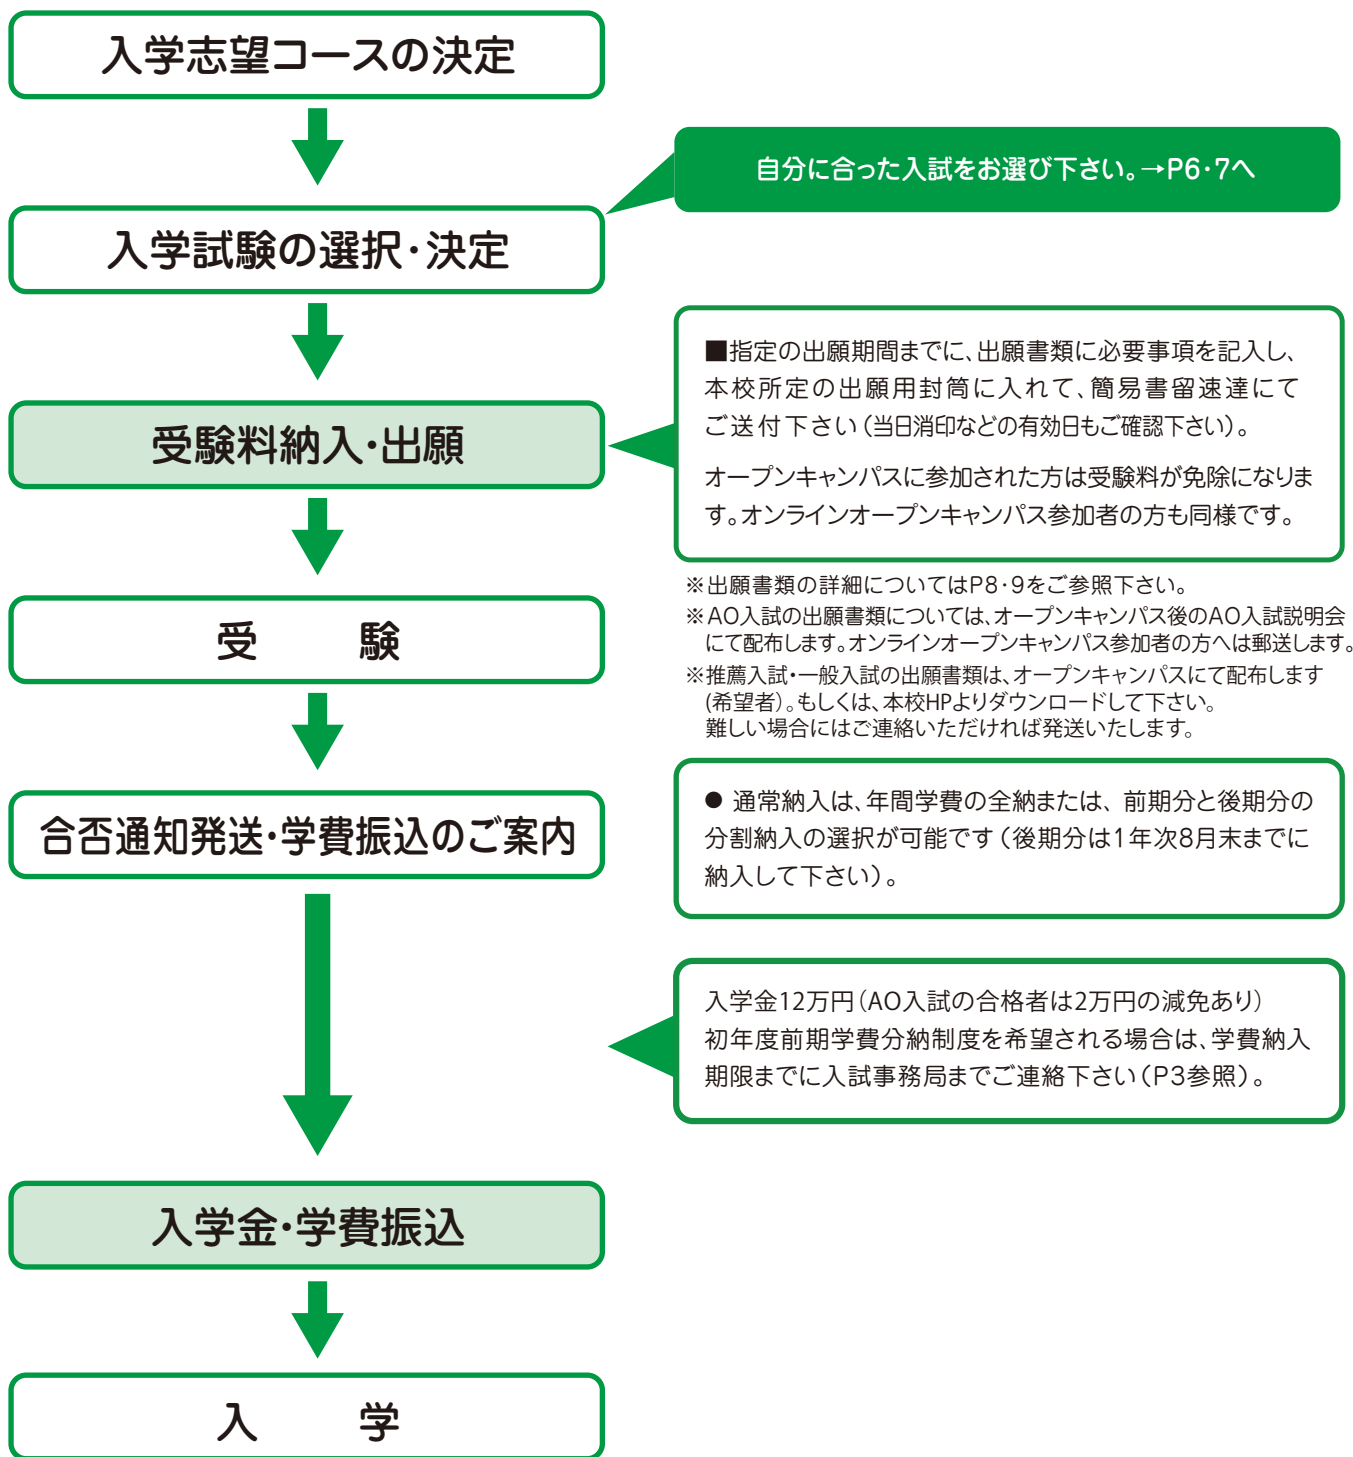 入学志望コースの決定
自分に合った入試をお選び下さい。→P6・7へ
入学試験の選択・決定
■指定の出願期間までに、出願書類に必要事項を記入し、
本校所定の出願用封筒に入れて、簡易書留速達にて
ご送付下さい(当日消印などの有効日もご確認下さい)。
オープンキャンパスに参加された方は受験料が免除になりま
す。オンラインオープンキャンパス参加者の方も同様です。
受験料納入・出願
※出願書類の詳細についてはP8・9をご参照下さい。
※AO入試の出願書類については、オープンキャンパス後のAO入試説明会
にて配布します。オンラインオープンキャンパス参加者の方へは郵送します。
※推薦入試・一般入試の出願書類は、オープンキャンパスにて配布します
(希望者)。もしくは、本校HPよりダウンロードして下さい。
難しい場合にはご連絡いただければ発送いたします。
受　験
● 通常納入は、年間学費の全納または、前期分と後期分の
分割納入の選択が可能です(後期分は1年次8月末までに
納入して下さい)。
合否通知発送・学費振込のご案内
入学金12万円(AO入試の合格者は2万円の減免あり)
初年度前期学費分納制度を希望される場合は、学費納入
期限までに入試事務局までご連絡下さい(P3参照)。
入学金・学費振込
入　学